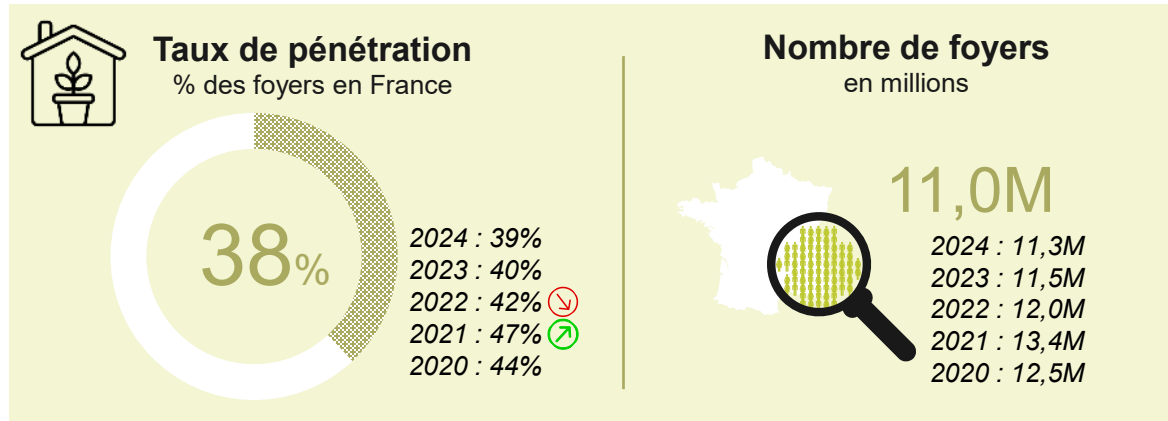 Taux de pénétration
% des foyers en France
38%
2024 : 39%
2023 : 40%
2022 : 42%
2021 : 47%
2020 : 44%
Nombre de foyers
en millions
11,0M
2024 : 11,3M
2023 : 11,5M
2022 : 12,0M
2021 : 13,4M
2020 : 12,5M